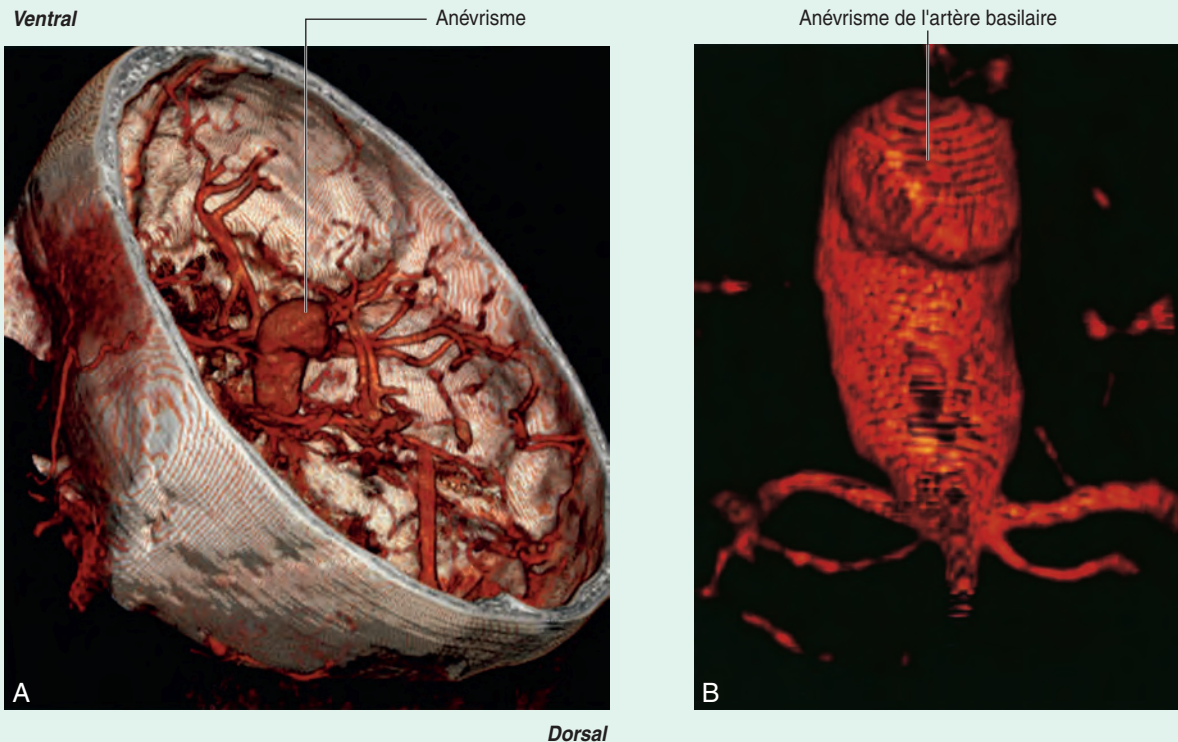 Ventral
Anévrisme
Anévrisme de l'artère basilaire
A
B
Dorsal